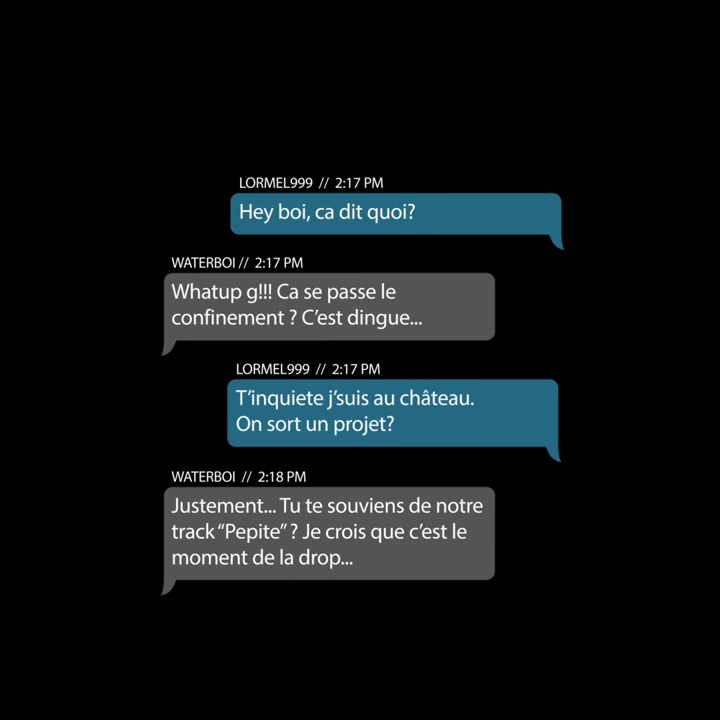 LORMEL999 // 2:17 PM
Hey boi, ca dit quoi?
WATERBOI // 2:17 PM
Whatup g!!! Ca se passe le
confinement ? C’est dingue...
LORMEL999 // 2:17 PM
T’inquiete j’suis au château.
On sort un projet?
WATERBOI // 2:18 PM
Justement... Tu te souviens de notre
track “Pepite” ? Je crois que c’est le
moment de la drop...